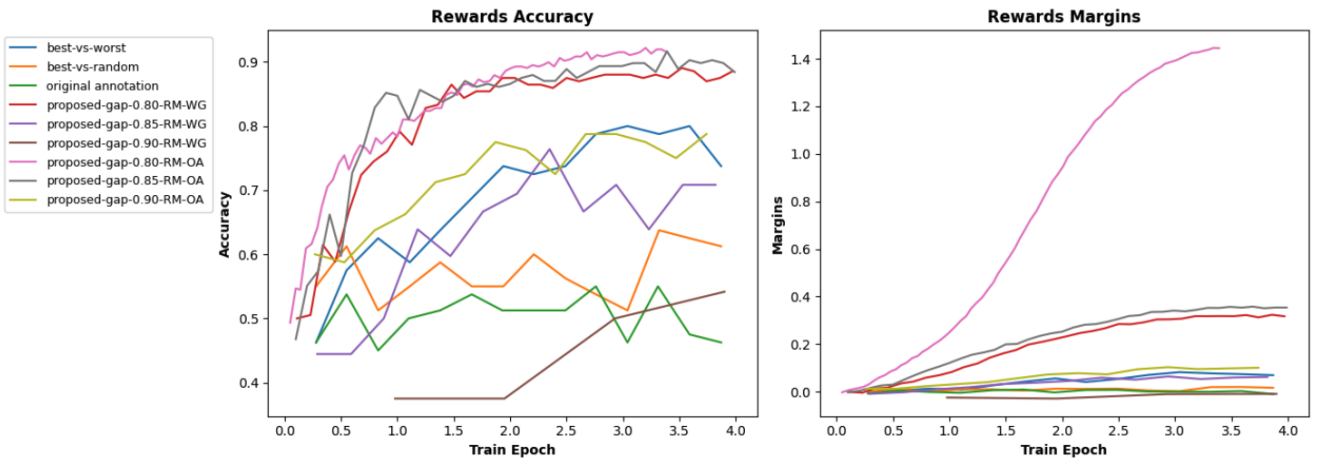 Rewards Accuracy
Rewards Margins
best-vs-worst
best-vs-random
original annotation
proposed-gap-0.80-RM-WG
proposed-gap-0.85-RM-WG
proposed-gap-0.90-RM-WG
proposed-gap-0.80-RM-OA
proposed-gap-0.85-RM-OA
proposed-gap-0.90-RM-OA
Accuracy
0.9
0.8
0.7
0.6
0.5
0.4
0.0 0.5 1.0 1.5 2.0 2.5 3.0 3.5 4.0
Train Epoch
Margins
1.4
1.2
1.0
0.8
0.6
0.4
0.2
0.0
0.0 0.5 1.0 1.5 2.0 2.5 3.0 3.5 4.0
Train Epoch